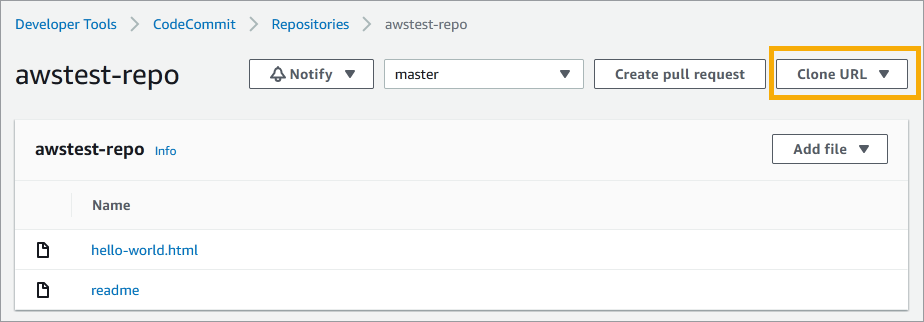 Developer Tools > CodeCommit > Repositories > awstest-repo
awstest-repo Notify master Create pull request Clone URL
awstest-repo Info Add file
Name
hello-world.html
readme